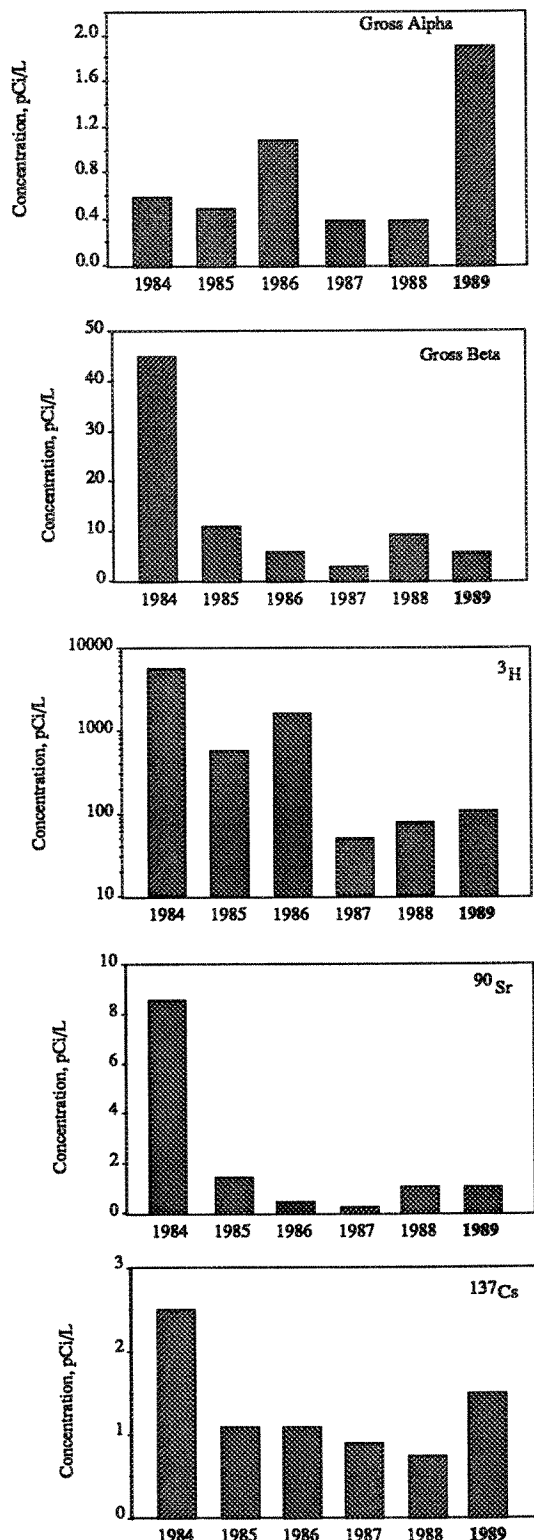 Gross Alpha
Concentration, pCi/L
2.0
1.6
1.2
0.8
0.4
0.0
1984 1985 1986 1987 1988 1989
Gross Beta
Concentration, pCi/L
50
40
30
20
10
0
1984 1985 1986 1987 1988 1989
³H
Concentration, pCi/L
10000
1000
100
10
1984 1985 1986 1987 1988 1989
⁹⁰Sr
Concentration, pCi/L
10
8
6
4
2
0
1984 1985 1986 1987 1988 1989
¹³⁷Cs
Concentration, pCi/L
3
2
1
0
1984 1985 1986 1987 1988 1989